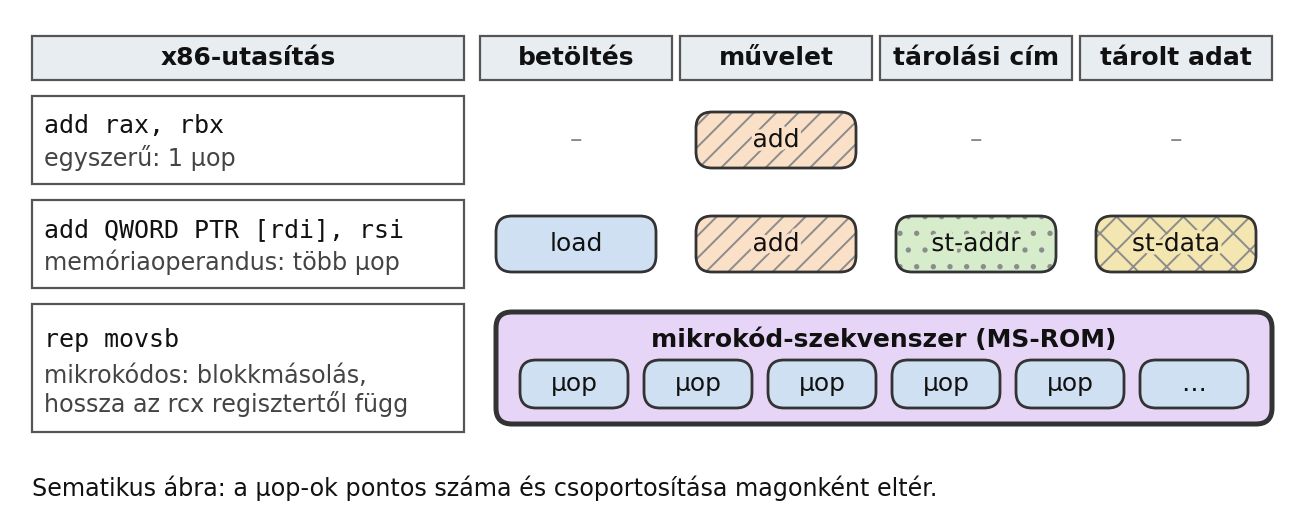 x86-utasítás betöltés művelet tárolási cím tárolt adat
add rax, rbx
egyszerű: 1 µop
– add – –
add QWORD PTR [rdi], rsi
memóriaoperandus: több µop
load add st-addr st-data
rep movsb
mikrokódos: blokkmásolás,
hossza az rcx regisztertől függ
mikrokód-szekvenszer (MS-ROM)
µop µop µop µop µop …
Sematikus ábra: a µop-ok pontos száma és csoportosítása magonként eltér.